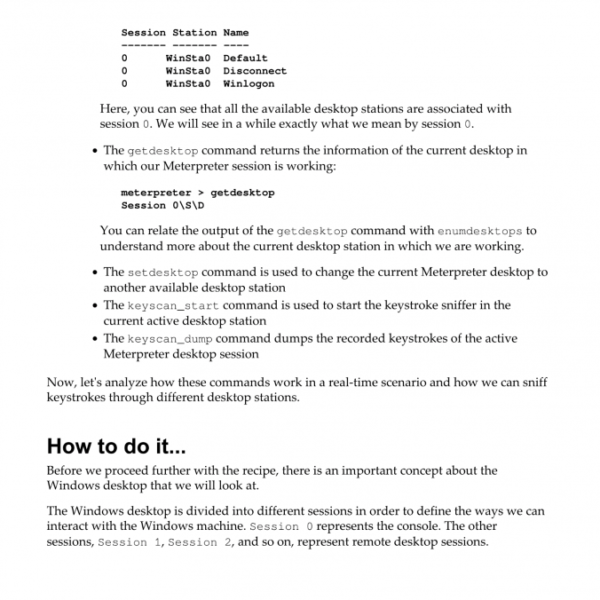 Session Station Name
------- ------- ----
0 WinSta0 Default
0 WinSta0 Disconnect
0 WinSta0 Winlogon
Here, you can see that all the available desktop stations are associated with
session 0. We will see in a while exactly what we mean by session 0.
• The getdesktop command returns the information of the current desktop in
which our Meterpreter session is working:
meterpreter > getdesktop
Session 0\S\D
You can relate the output of the getdesktop command with enumdesktops to
understand more about the current desktop station in which we are working.
• The setdesktop command is used to change the current Meterpreter desktop to
another available desktop station
• The keyscan_start command is used to start the keystroke sniffer in the
current active desktop station
• The keyscan_dump command dumps the recorded keystrokes of the active
Meterpreter desktop session
Now, let's analyze how these commands work in a real-time scenario and how we can sniff
keystrokes through different desktop stations.
How to do it...
Before we proceed further with the recipe, there is an important concept about the
Windows desktop that we will look at.
The Windows desktop is divided into different sessions in order to define the ways we can
interact with the Windows machine. Session 0 represents the console. The other
sessions, Session 1, Session 2, and so on, represent remote desktop sessions.